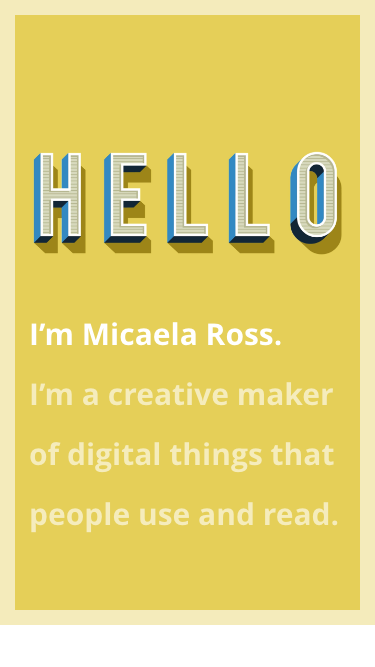 HELLO
I’m Micaela Ross.
I’m a creative maker
of digital things that
people use and read.